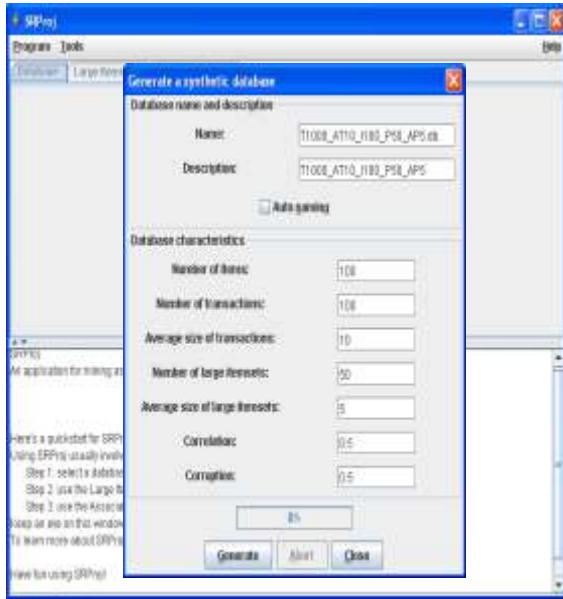 SRProj
Program Tools Help
Database Large Itemsets
Generate a synthetic database
Database name and description
Name: T1000_AT10_I100_P50_AP5.db
Description: T1000_AT10_I100_P50_AP5
Auto naming
Database characteristics
Number of items: 100
Number of transactions: 100
Average size of transactions: 10
Number of large itemsets: 50
Average size of large itemsets: 5
Correlation: 0.5
Corruption: 0.5
0%
Generate Abort Close
SRProj
An application for mining as
Here's a quickstart for SRPr
Using SRProj usually involv
Step 1: select a databas
Step 2: use the Large It
Step 3: use the Associat
Keep an eye on this window
To learn more about SRProj
Have fun using SRProj!